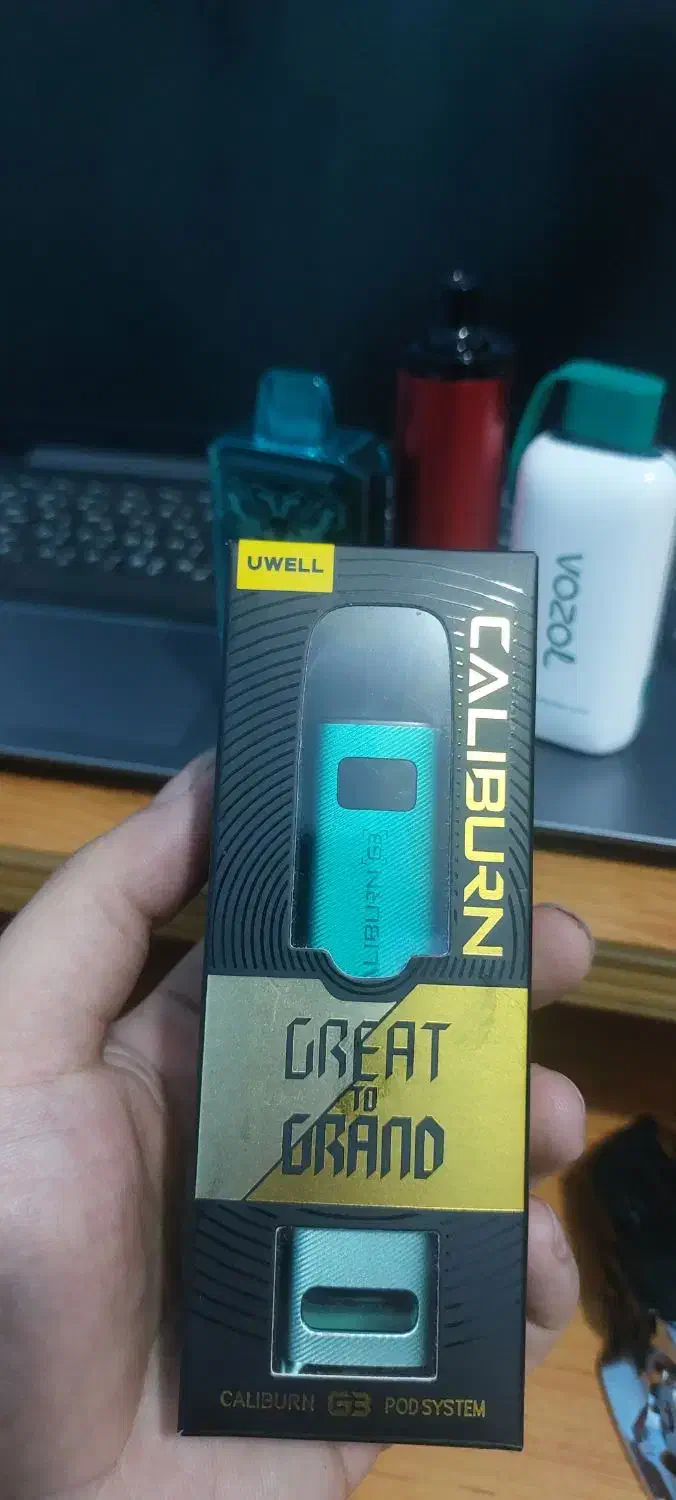 UWELL
CALIBURN
VOZOL
CALIBURN G3
GREAT
TO
GRAND
CALIBURN G3 POD SYSTEM